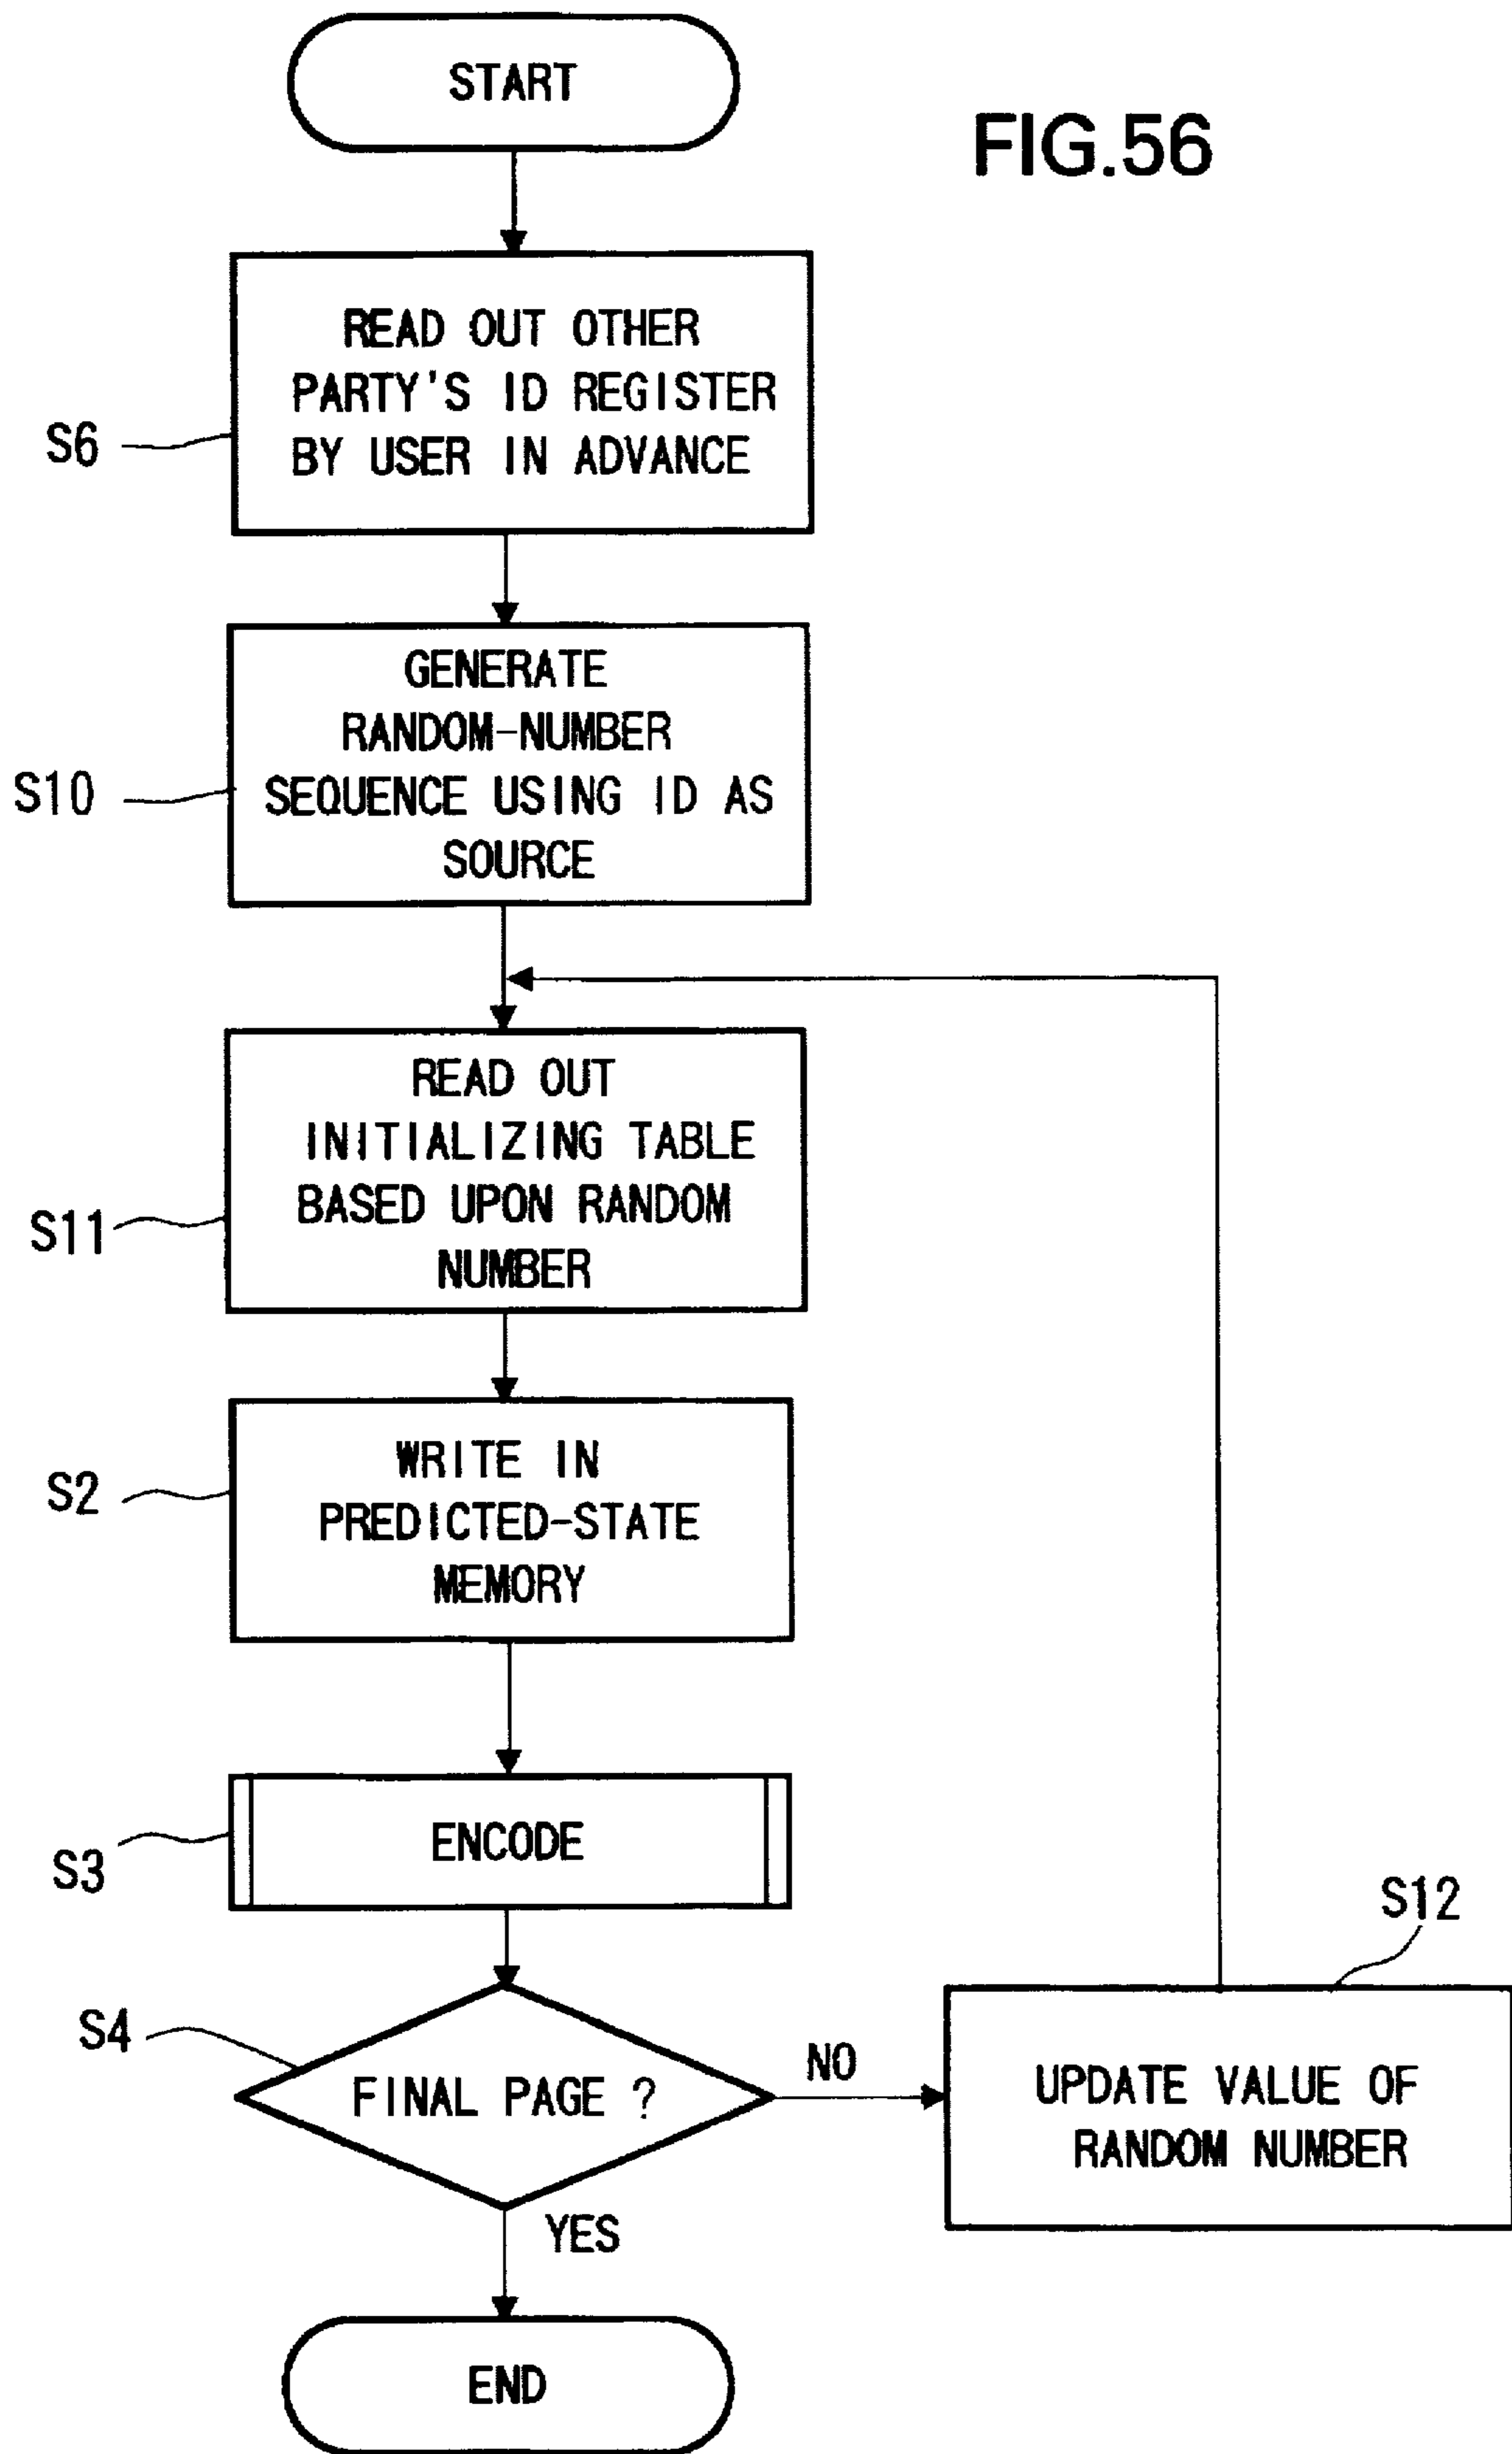 START
FIG.56
READ OUT OTHER
PARTY'S ID REGISTER
BY USER IN ADVANCE
S6
GENERATE
RANDOM-NUMBER
SEQUENCE USING ID AS
SOURCE
S10
READ OUT
INITIALIZING TABLE
BASED UPON RANDOM
NUMBER
S11
WRITE IN
PREDICTED-STATE
MEMORY
S2
ENCODE
S3
S12
S4
FINAL PAGE ?
NO
UPDATE VALUE OF
RANDOM NUMBER
YES
END